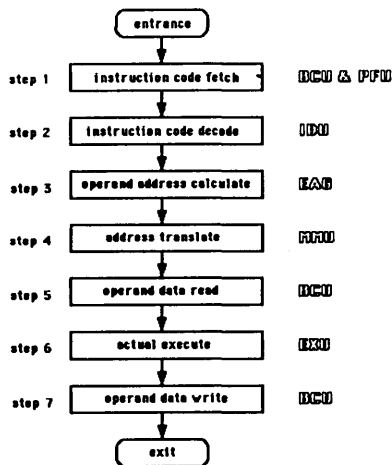 entrance
step 1 instruction code fetch BCU & PFU
step 2 instruction code decode IDU
step 3 operand address calculate EAG
step 4 address translate MMU
step 5 operand data read BCU
step 6 actual execute EXU
step 7 operand data write BCU
exit